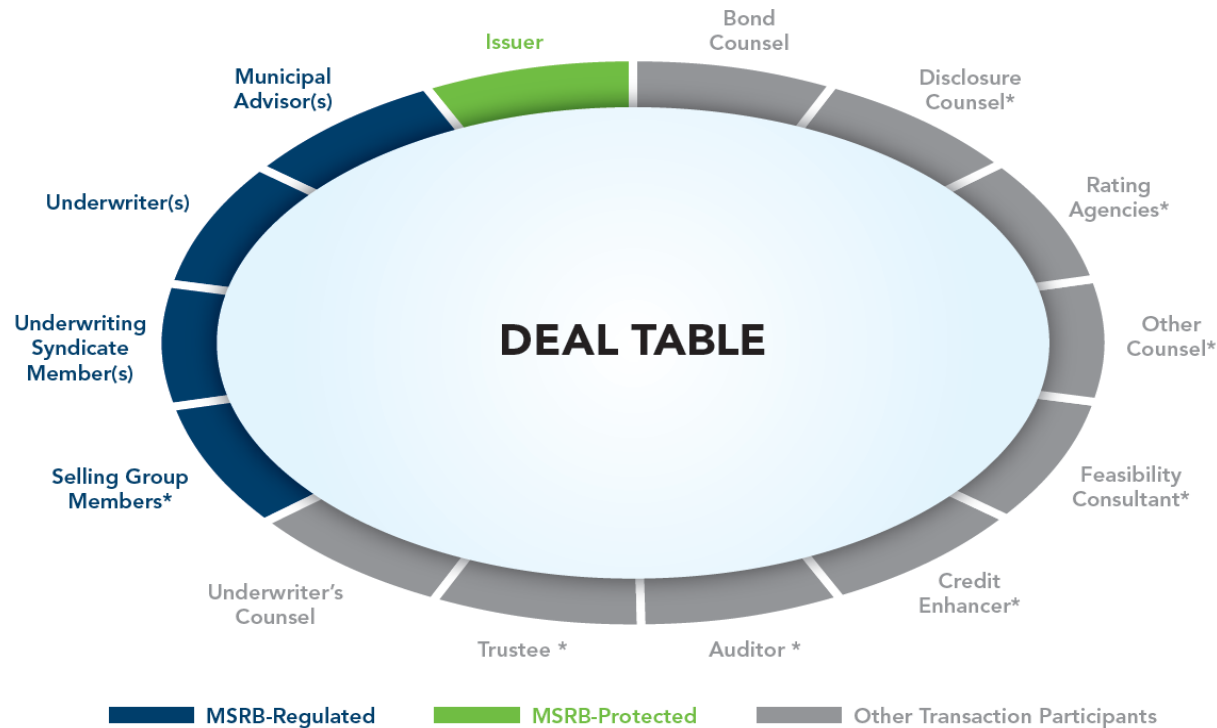 Issuer
Bond
Counsel
Disclosure
Counsel*
Rating
Agencies*
Other
Counsel*
Feasibility
Consultant*
Credit
Enhancer*
Auditor *
Trustee *
Underwriter’s
Counsel
Selling Group
Members*
Underwriting
Syndicate
Member(s)
Underwriter(s)
Municipal
Advisor(s)
DEAL TABLE
MSRB-Regulated
MSRB-Protected
Other Transaction Participants